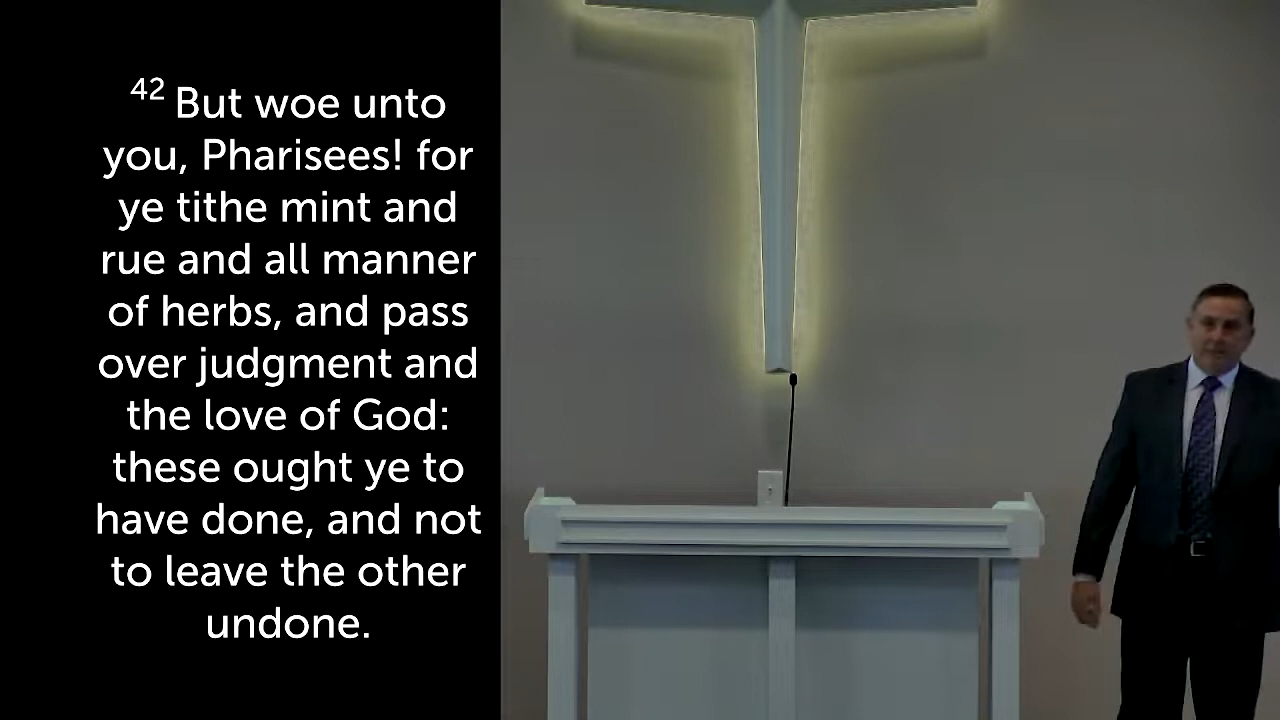 42 But woe unto
you, Pharisees! for
ye tithe mint and
rue and all manner
of herbs, and pass
over judgment and
the love of God:
these ought ye to
have done, and not
to leave the other
undone.